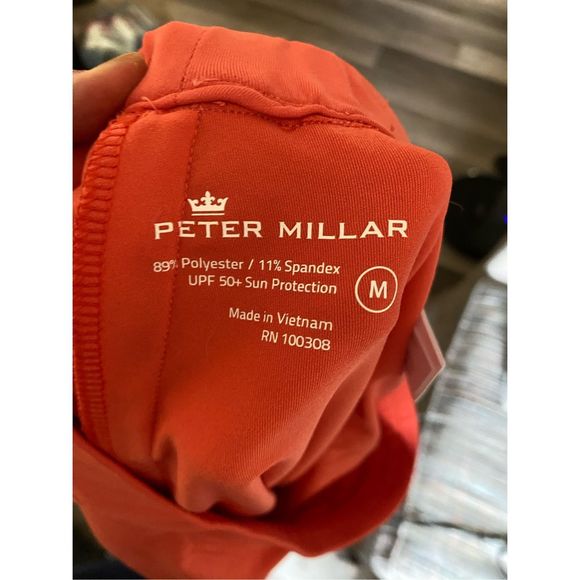 PETER MILLAR
89% Polyester / 11% Spandex
UPF 50+ Sun Protection
M
Made in Vietnam
RN 100308